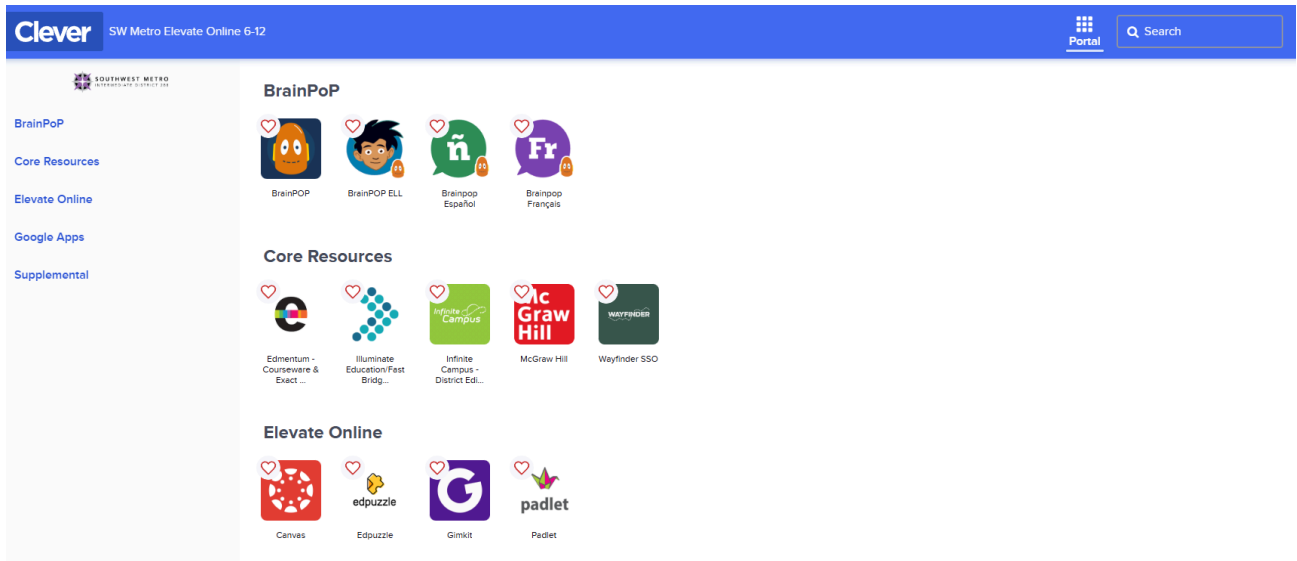 Clever
SW Metro Elevate Online 6-12
Portal
Search
SOUTHWEST METRO
INTERMEDIATE DISTRICT 288
BrainPoP
Core Resources
Elevate Online
Google Apps
Supplemental
BrainPoP
ñ
Fr
BrainPOP
BrainPOP ELL
Brainpop
Español
Brainpop
Français
Core Resources
e
Infinite
Campus
Mc
Graw
Hill
WAYFINDER
Edmentum -
Courseware &
Exact ...
Illuminate
Education/Fast
Bridg...
Infinite
Campus -
District Edi...
McGraw Hill
Wayfinder SSO
Elevate Online
edpuzzle
G
padlet
Canvas
Edpuzzle
Gimkit
Padlet